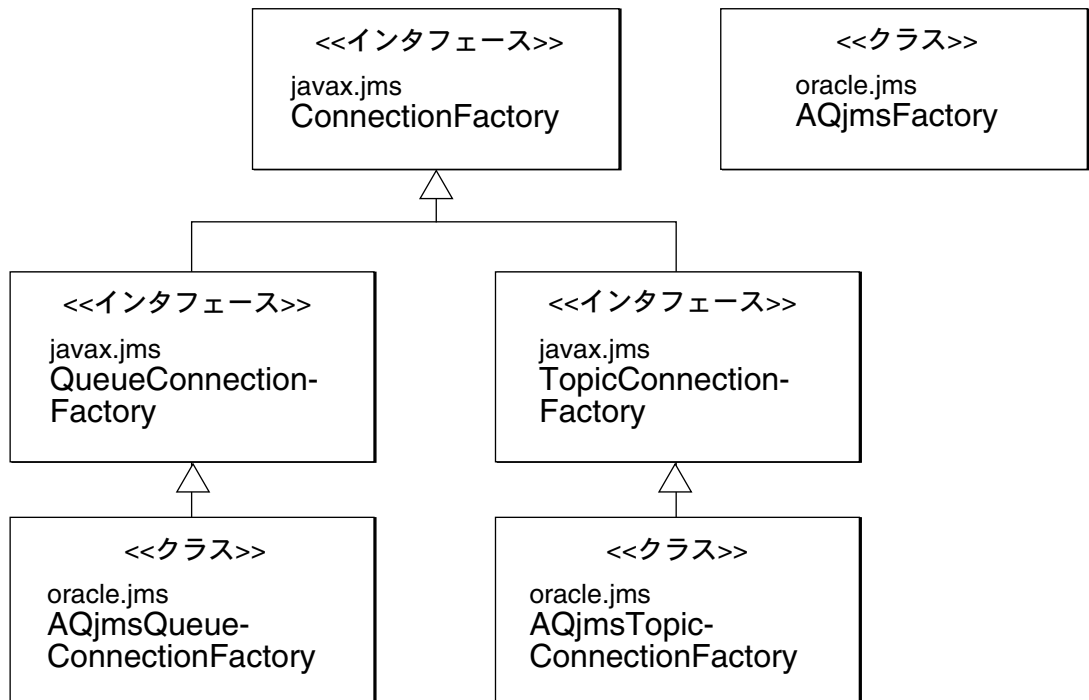 <<インタフェース>>
javax.jms
ConnectionFactory
<<クラス>>
oracle.jms
AQjmsFactory
<<インタフェース>>
javax.jms
QueueConnection-
Factory
<<インタフェース>>
javax.jms
TopicConnection-
Factory
<<クラス>>
oracle.jms
AQjmsQueue-
ConnectionFactory
<<クラス>>
oracle.jms
AQjmsTopic-
ConnectionFactory